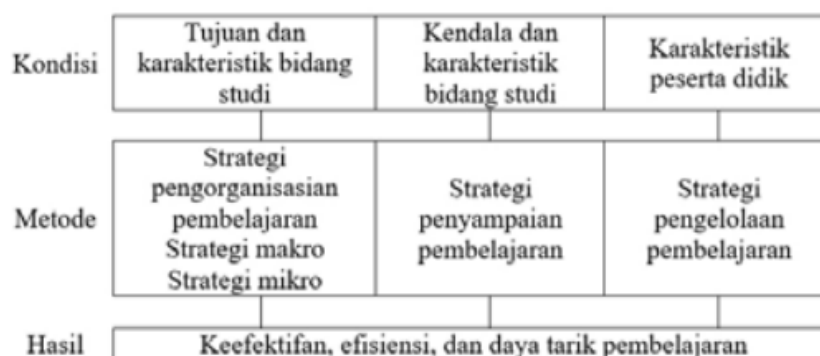 Kondisi
Tujuan dan
karakteristik bidang
studi
Kendala dan
karakteristik
bidang studi
Karakteristik
peserta didik
Metode
Strategi
pengorganisasian
pembelajaran
Strategi makro
Strategi mikro
Strategi
penyampaian
pembelajaran
Strategi
pengelolaan
pembelajaran
Hasil
Keefektifan, efisiensi, dan daya tarik pembelajaran